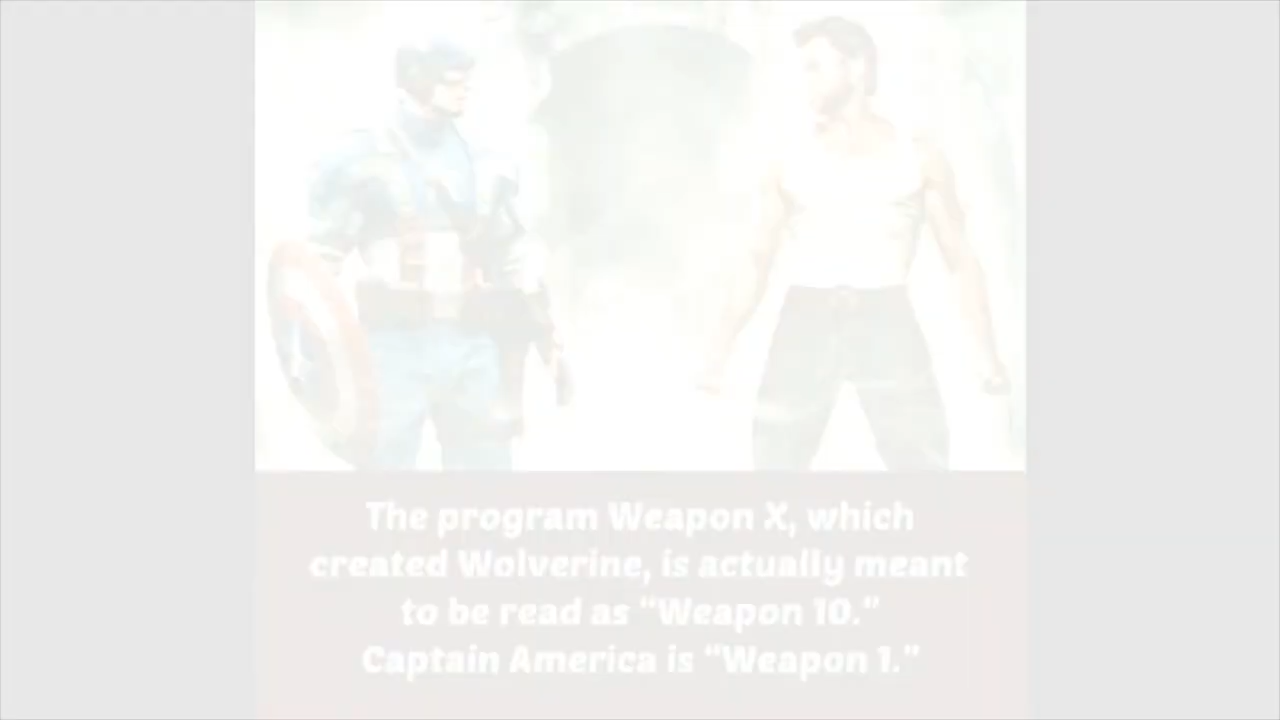 The program Weapon X, which
created Wolverine, is actually meant
to be read as “Weapon 10.”
Captain America is “Weapon 1.”